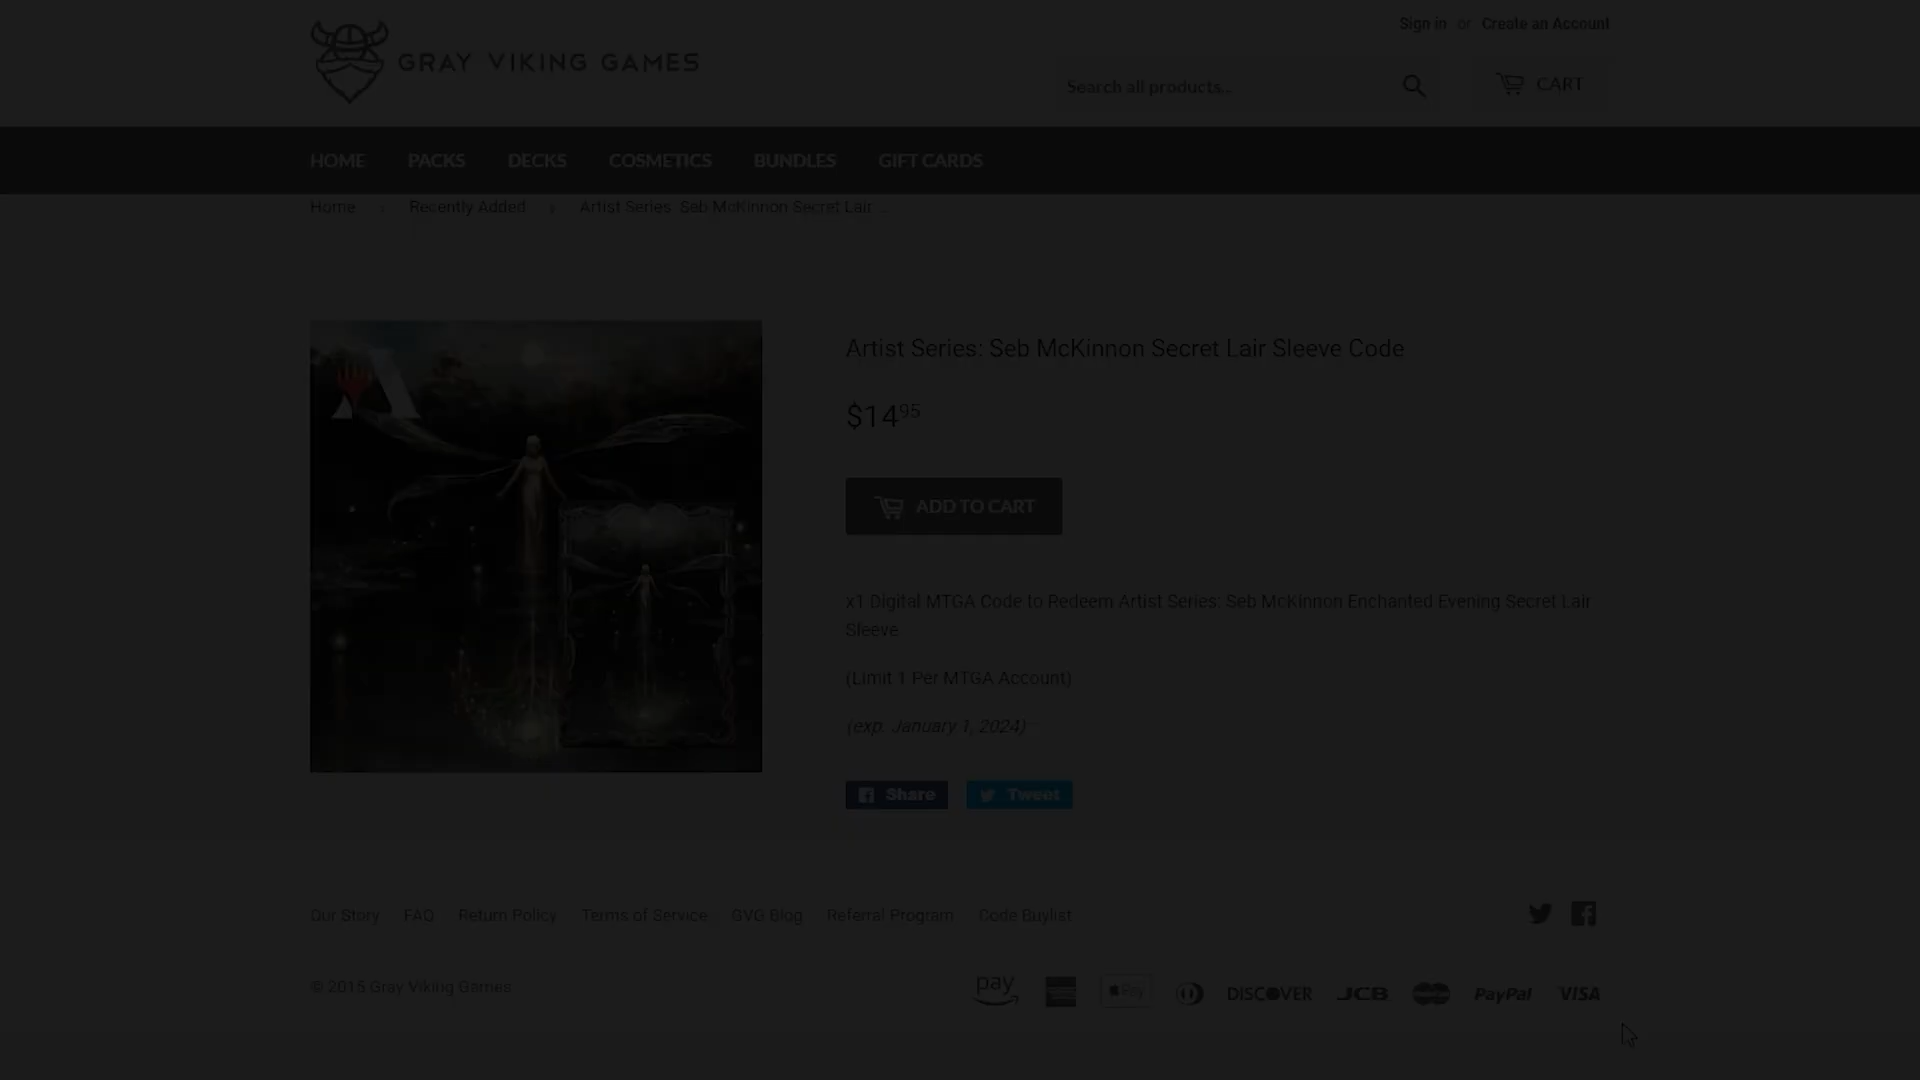 GRAY VIKING GAMES
Sign in or Create an Account
Search all products...
CART
HOME PACKS DECKS COSMETICS BUNDLES GIFT CARDS
Home › Recently Added › Artist Series: Seb McKinnon Secret Lair ...
Artist Series: Seb McKinnon Secret Lair Sleeve Code
$14.95
ADD TO CART
x1 Digital MTGA Code to Redeem Artist Series: Seb McKinnon Enchanted Evening Secret Lair
Sleeve
(Limit 1 Per MTGA Account)
(exp. January 1, 2024)
Share Tweet
Our Story FAQ Return Policy Terms of Service GVG Blog Referral Program Code Buylist
© 2015 Gray Viking Games
pay Pay DISCOVER JCB PayPal VISA